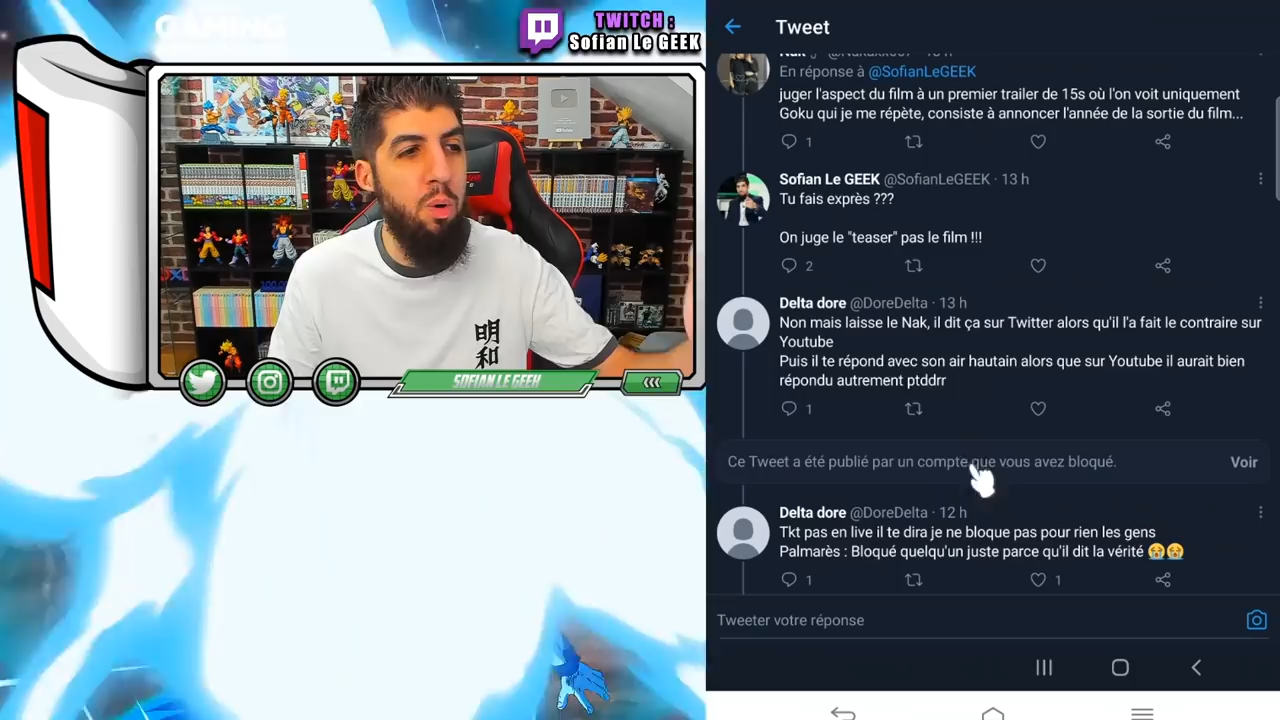 GAMING
TWITCH :
Sofian Le GEEK
明
和
SOFIAN LE GEEK
Tweet
En réponse à @SofianLeGEEK
juger l'aspect du film à un premier trailer de 15s où l'on voit uniquement
Goku qui je me répète, consiste à annoncer l'année de la sortie du film...
1
Sofian Le GEEK @SofianLeGEEK · 13 h
Tu fais exprès ???
On juge le "teaser" pas le film !!!
2
Delta dore @DoreDelta · 13 h
Non mais laisse le Nak, il dit ça sur Twitter alors qu'il l'a fait le contraire sur
Youtube
Puis il te répond avec son air hautain alors que sur Youtube il aurait bien
répondu autrement ptddrr
1
Ce Tweet a été publié par un compte que vous avez bloqué.
Voir
Delta dore @DoreDelta · 12 h
Tkt pas en live il te dira je ne bloque pas pour rien les gens
Palmarès : Bloqué quelqu'un juste parce qu'il dit la vérité 😭😭
1
1
Tweeter votre réponse